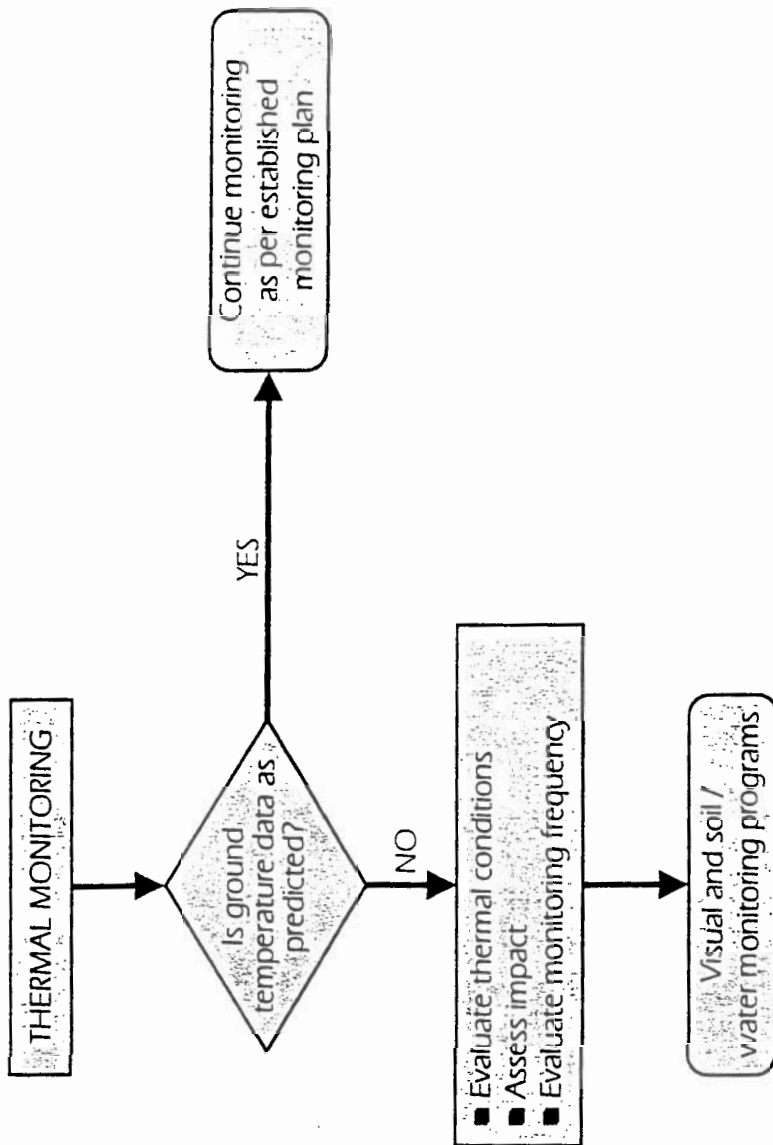 THERMAL MONITORING
Is ground
temperature data as
predicted?
YES
Continue monitoring
as per established
monitoring plan
NO
■ Evaluate thermal conditions
■ Assess impact
■ Evaluate monitoring frequency
Visual and soil /
water monitoring programs